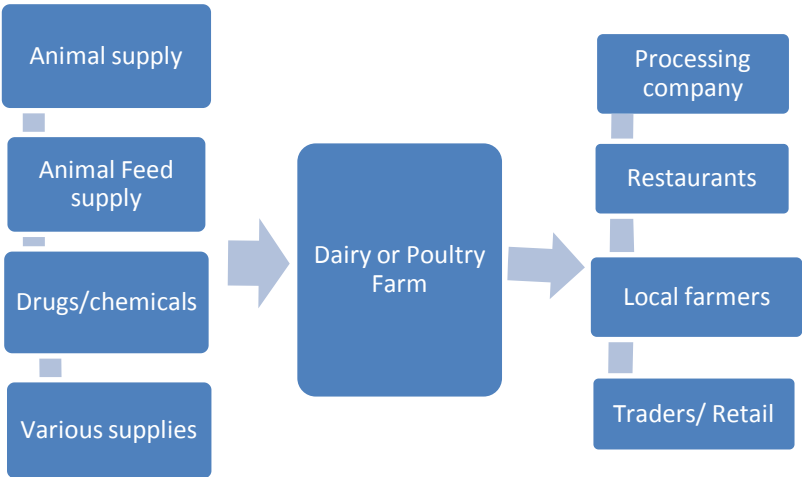 Animal supply
Animal Feed
supply
Drugs/chemicals
Various supplies
Dairy or Poultry
Farm
Processing
company
Restaurants
Local farmers
Traders/ Retail